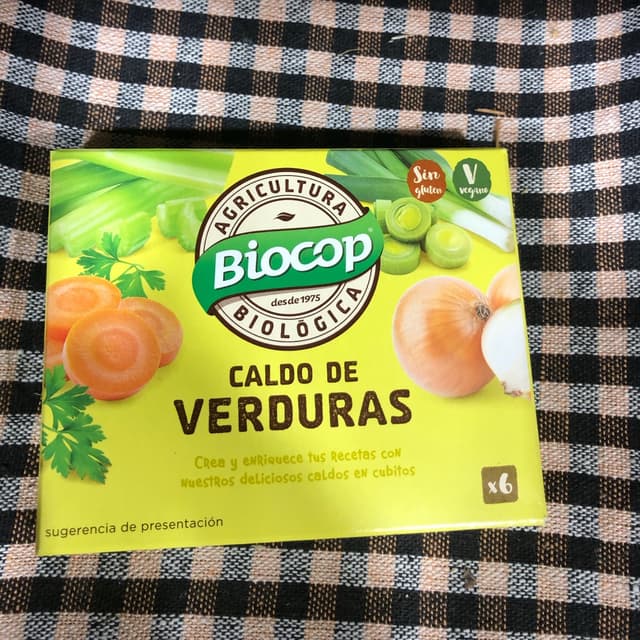 AGRICULTURA
Biocop®
desde 1975
BIOLÓGICA
Sin
gluten
V
vegano
CALDO DE
VERDURAS
Crea y enriquece tus recetas con
nuestros deliciosos caldos en cubitos
x6
sugerencia de presentación